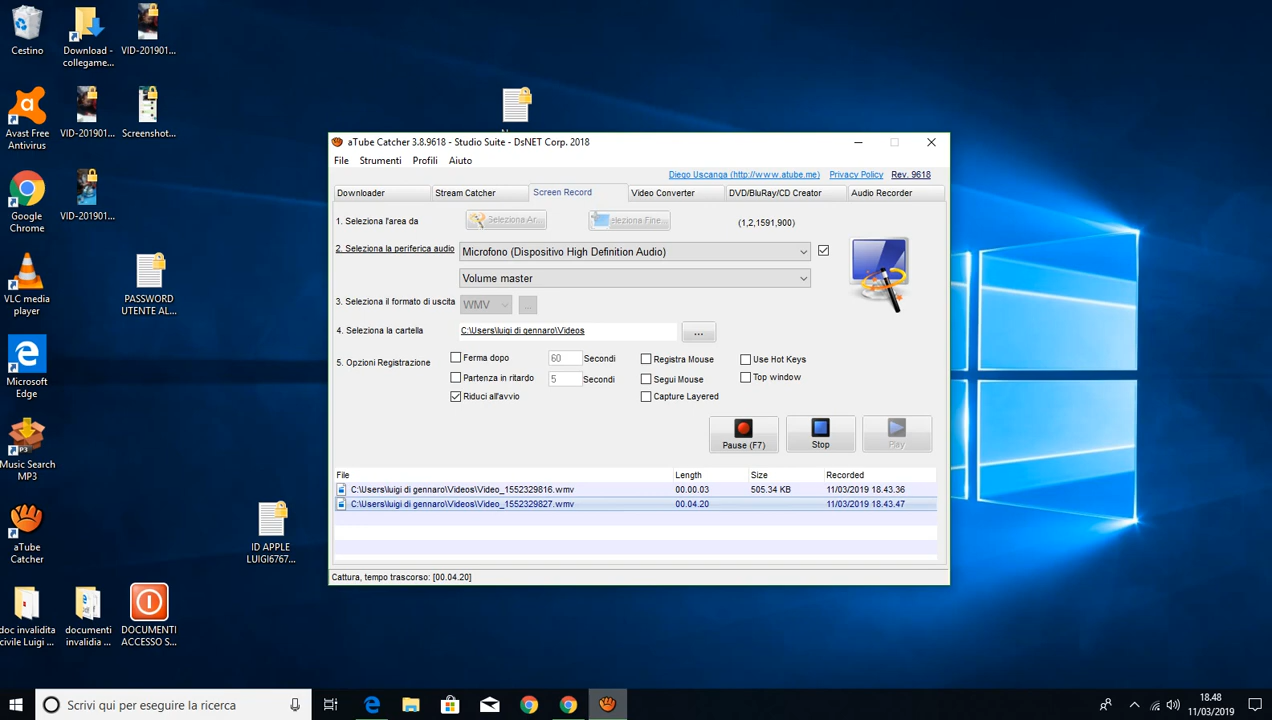 Cestino
Download - collegame...
VID-201901...
Avast Free Antivirus
VID-201901...
Screenshot...
Google Chrome
VID-201901...
VLC media player
PASSWORD UTENTE AL...
Microsoft Edge
Music Search MP3
aTube Catcher
ID APPLE LUIGI6767...
doc invalidita civile Luigi ...
documenti invalidia ...
DOCUMENTI ACCESSO S...
aTube Catcher 3.8.9618 - Studio Suite - DsNET Corp. 2018
File Strumenti Profili Aiuto
Diego Uscanga (http://www.atube.me) Privacy Policy Rev. 9618
Downloader Stream Catcher Screen Record Video Converter DVD/BluRay/CD Creator Audio Recorder
1. Seleziona l'area da Seleziona Ar... eleziona Fine... (1,2,1591,900)
2. Seleziona la periferica audio Microfono (Dispositivo High Definition Audio)
Volume master
3. Seleziona il formato di uscita WMV ...
4. Seleziona la cartella C:\Users\luigi di gennaro\Videos ...
5. Opzioni Registrazione Ferma dopo 60 Secondi Registra Mouse Use Hot Keys
Partenza in ritardo 5 Secondi Segui Mouse Top window
Riduci all'avvio Capture Layered
Pause (F7) Stop Play
File Length Size Recorded
C:\Users\luigi di gennaro\Videos\Video_1552329816.wmv 00.00.03 505.34 KB 11/03/2019 18.43.36
C:\Users\luigi di gennaro\Videos\Video_1552329827.wmv 00.04.20 11/03/2019 18.43.47
Cattura, tempo trascorso: [00.04.20]
Scrivi qui per eseguire la ricerca
18.48
11/03/2019